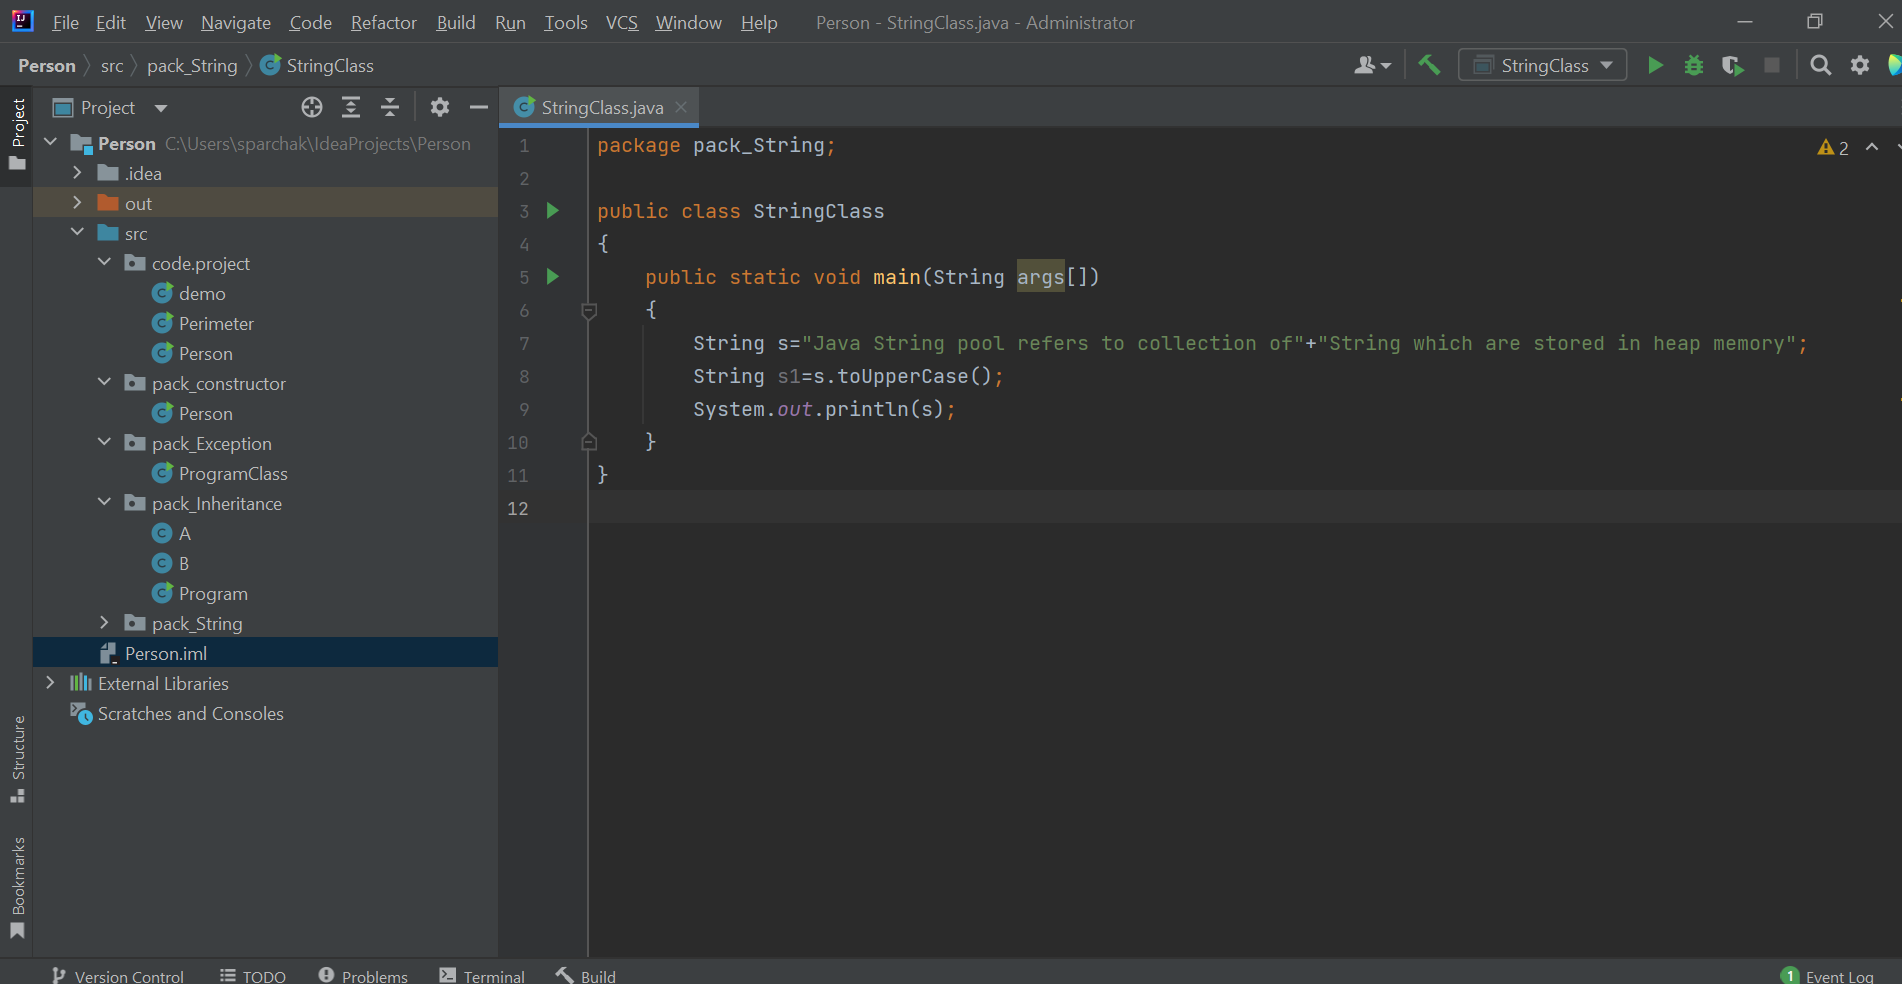 File Edit View Navigate Code Refactor Build Run Tools VCS Window Help Person - StringClass.java - Administrator
Person src pack_String StringClass
StringClass
Project
Project
StringClass.java
Person C:\Users\sparchak\IdeaProjects\Person
.idea
out
src
code.project
demo
Perimeter
Person
pack_constructor
Person
pack_Exception
ProgramClass
pack_Inheritance
A
B
Program
pack_String
Person.iml
External Libraries
Scratches and Consoles
Structure
Bookmarks
1 package pack_String;
2
3 public class StringClass
4 {
5 public static void main(String args[])
6 {
7 String s="Java String pool refers to collection of"+"String which are stored in heap memory";
8 String s1=s.toUpperCase();
9 System.out.println(s);
10 }
11 }
12
2
Version Control TODO Problems Terminal Build 1 Event Log